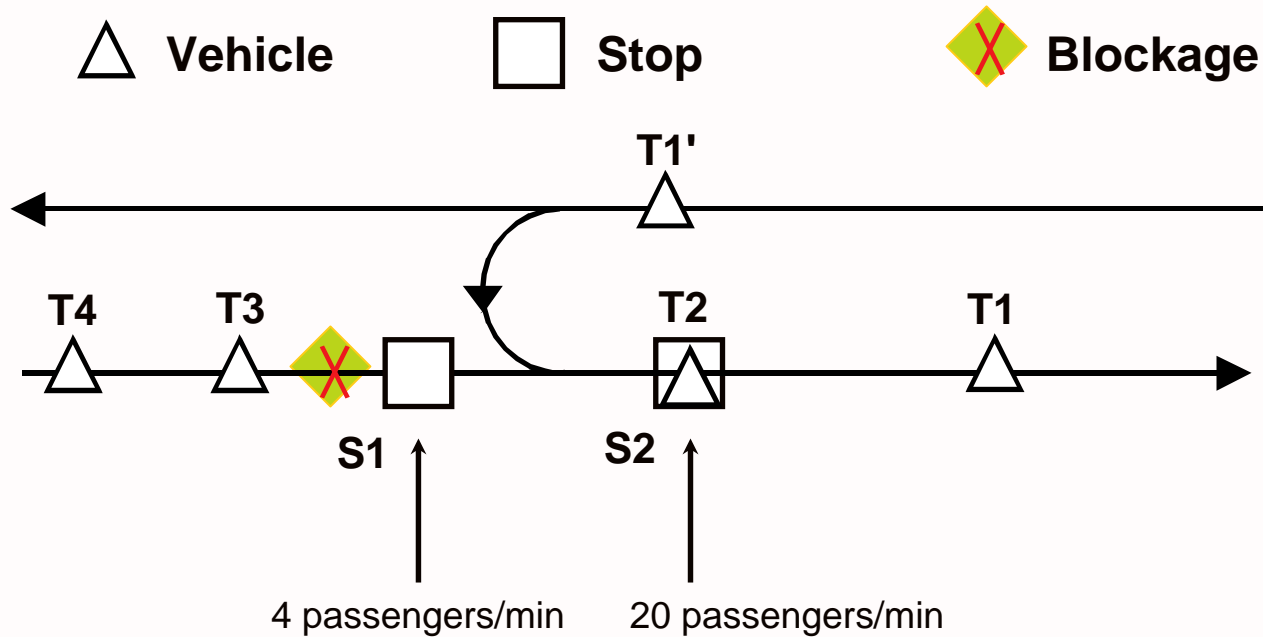 Vehicle Stop Blockage
T1'
T4 T3 T2 T1
S1 S2
4 passengers/min 20 passengers/min